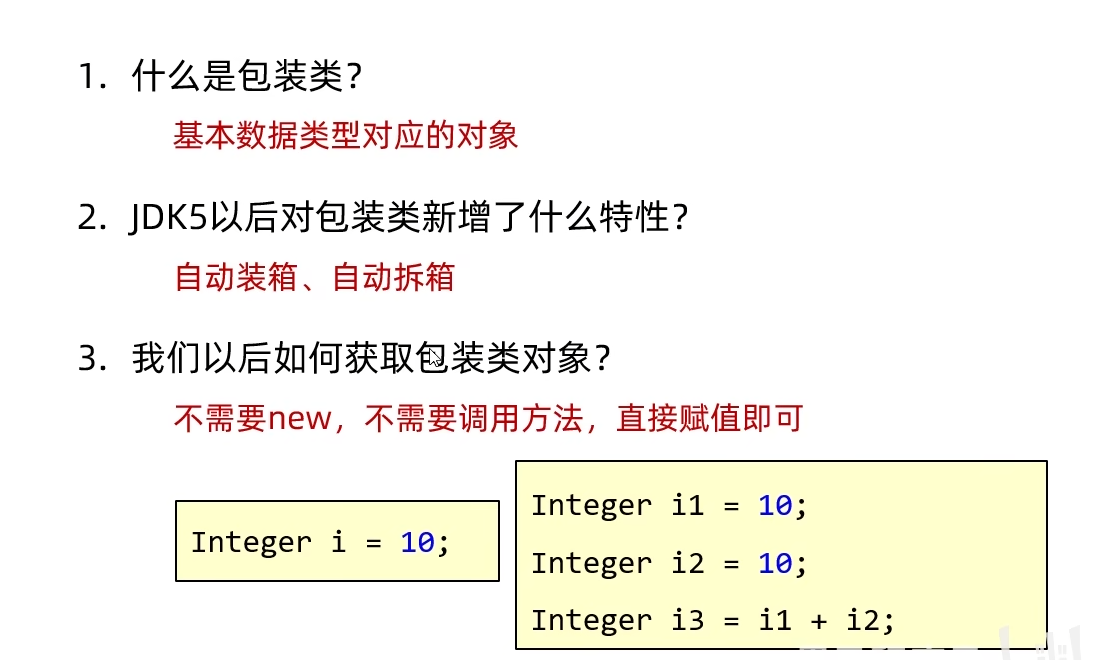 1. 什么是包装类？
基本数据类型对应的对象
2. JDK5以后对包装类新增了什么特性？
自动装箱、自动拆箱
3. 我们以后如何获取包装类对象？
不需要new，不需要调用方法，直接赋值即可
Integer i = 10;
Integer i1 = 10;
Integer i2 = 10;
Integer i3 = i1 + i2;